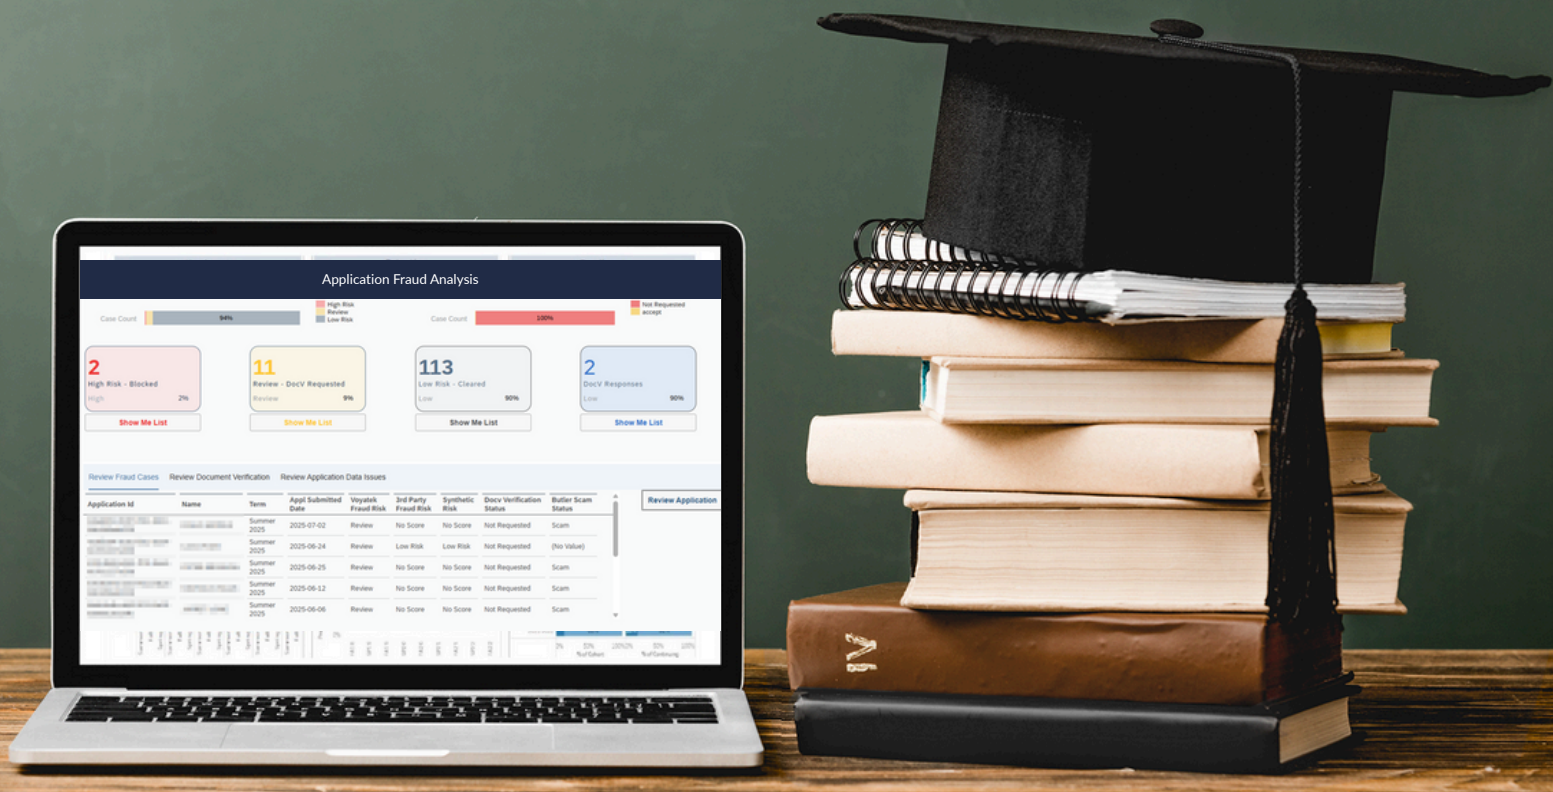 Application Fraud Analysis
High Risk
Review
Low Risk
Case Count 94%
Not Requested
accept
Case Count 100%
2
High Risk - Blocked
High 2%
Show Me List
11
Review - DocV Requested
Review 9%
Show Me List
113
Low Risk - Cleared
Low 90%
Show Me List
2
DocV Responses
Low 90%
Show Me List
Review Fraud Cases Review Document Verification Review Application Data Issues
Application Id Name Term Appl Submitted Date Voyatek Fraud Risk 3rd Party Fraud Risk Synthetic Risk Docv Verification Status Butler Scam Status
Summer 2025 2025-07-02 Review No Score No Score Not Requested Scam
Summer 2025 2025-06-24 Review Low Risk Low Risk Not Requested (No Value)
Summer 2025 2025-06-25 Review No Score No Score Not Requested Scam
Summer 2025 2025-06-12 Review No Score No Score Not Requested Scam
Summer 2025 2025-06-06 Review No Score No Score Not Requested Scam
Review Application
% of Cohort
% of Continuing
IV